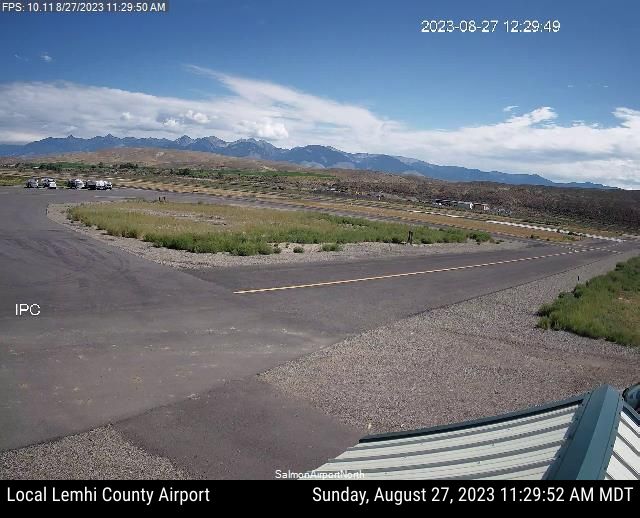 FPS: 10.11 8/27/2023 11:29:50 AM
2023-08-27 12:29:49
IPC
SalmonAirportNorth
Local Lemhi County Airport Sunday, August 27, 2023 11:29:52 AM MDT